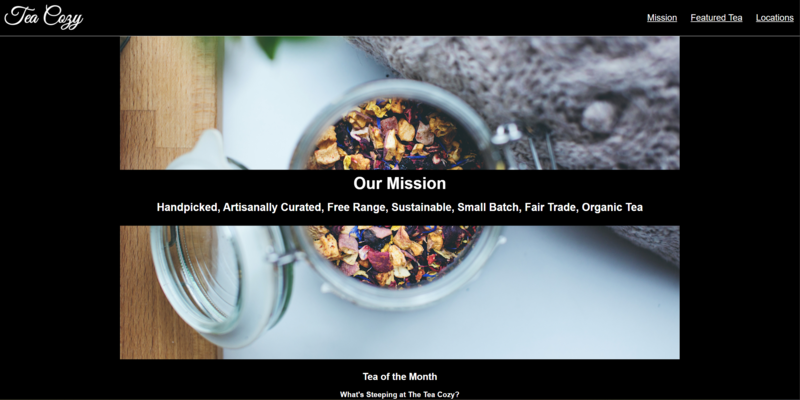 Tea Cozy
Mission Featured Tea Locations
Our Mission
Handpicked, Artisanally Curated, Free Range, Sustainable, Small Batch, Fair Trade, Organic Tea
Tea of the Month
What's Steeping at The Tea Cozy?